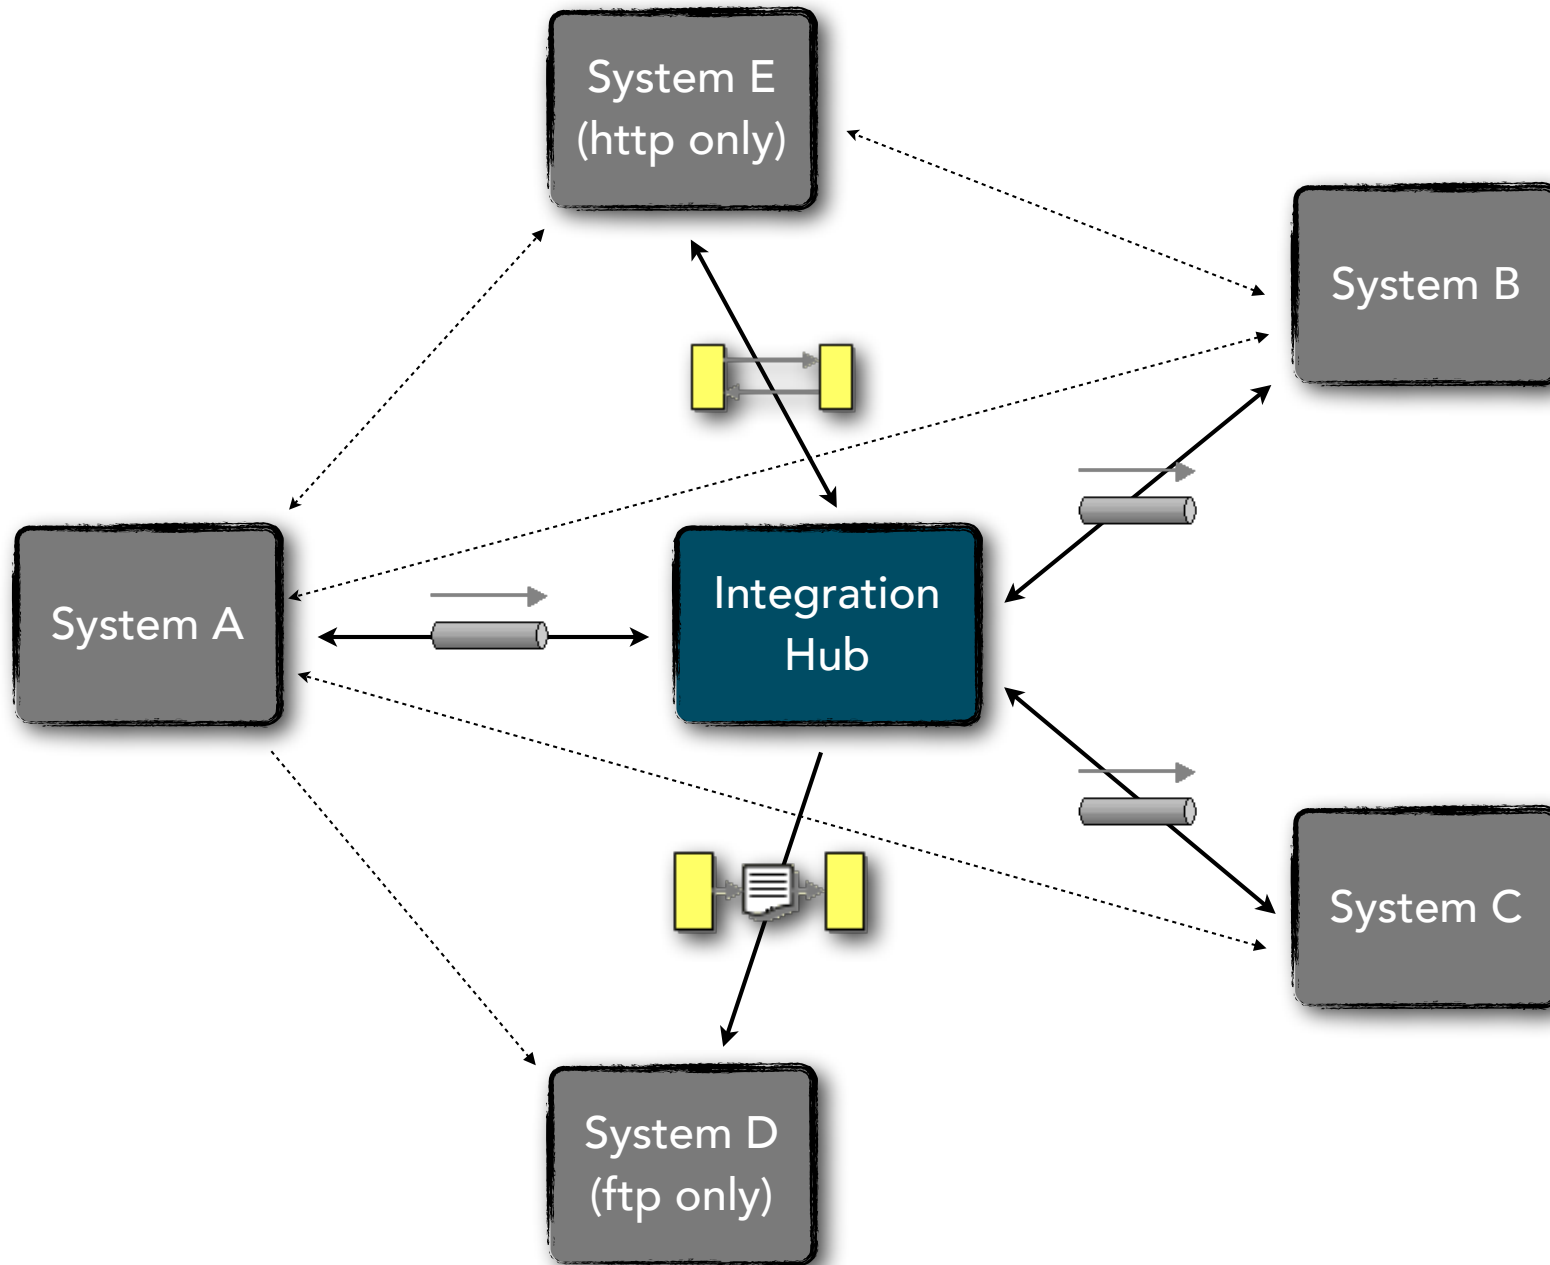 System E
(http only)
System B
Integration
Hub
System A
System C
System D
(ftp only)